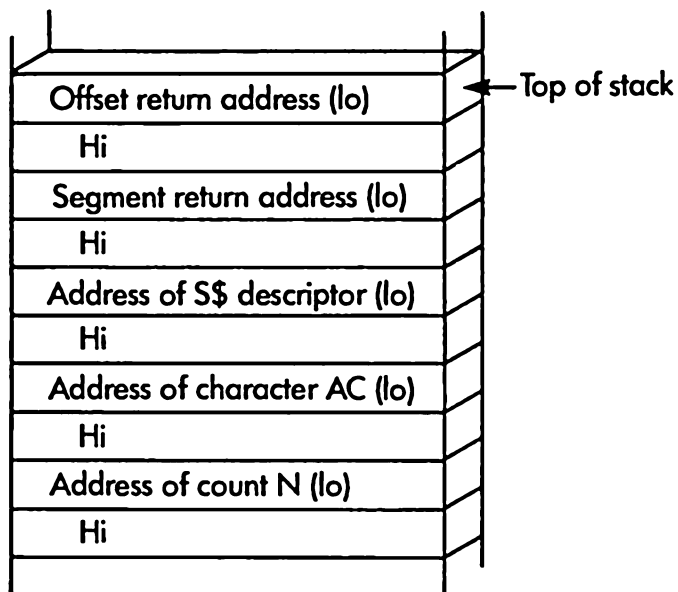 Offset return address (lo)
Top of stack
Hi
Segment return address (lo)
Hi
Address of S$ descriptor (lo)
Hi
Address of character AC (lo)
Hi
Address of count N (lo)
Hi